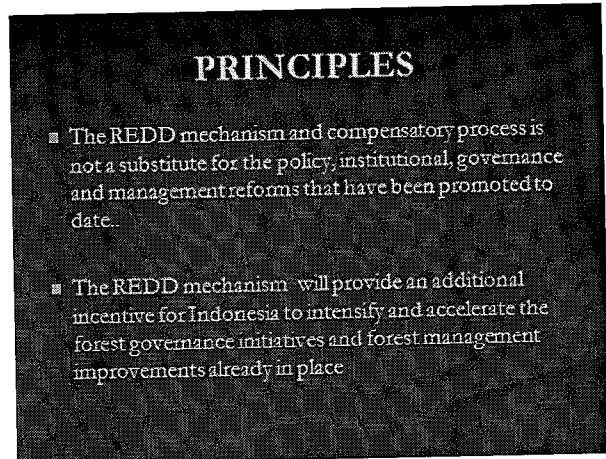 PRINCIPLES
The REDD mechanism and compensatory process is
not a substitute for the policy, institutional, governance
and management reforms that have been promoted to
date..
The REDD mechanism will provide an additional
incentive for Indonesia to intensify and accelerate the
forest governance initiatives and forest management
improvements already in place